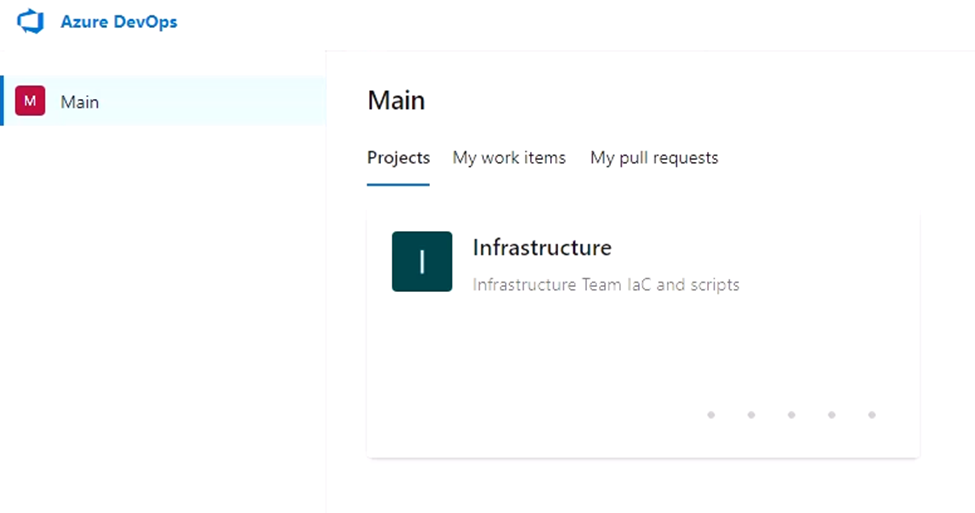 Azure DevOps
M Main
Main
Projects My work items My pull requests
I
Infrastructure
Infrastructure Team IaC and scripts